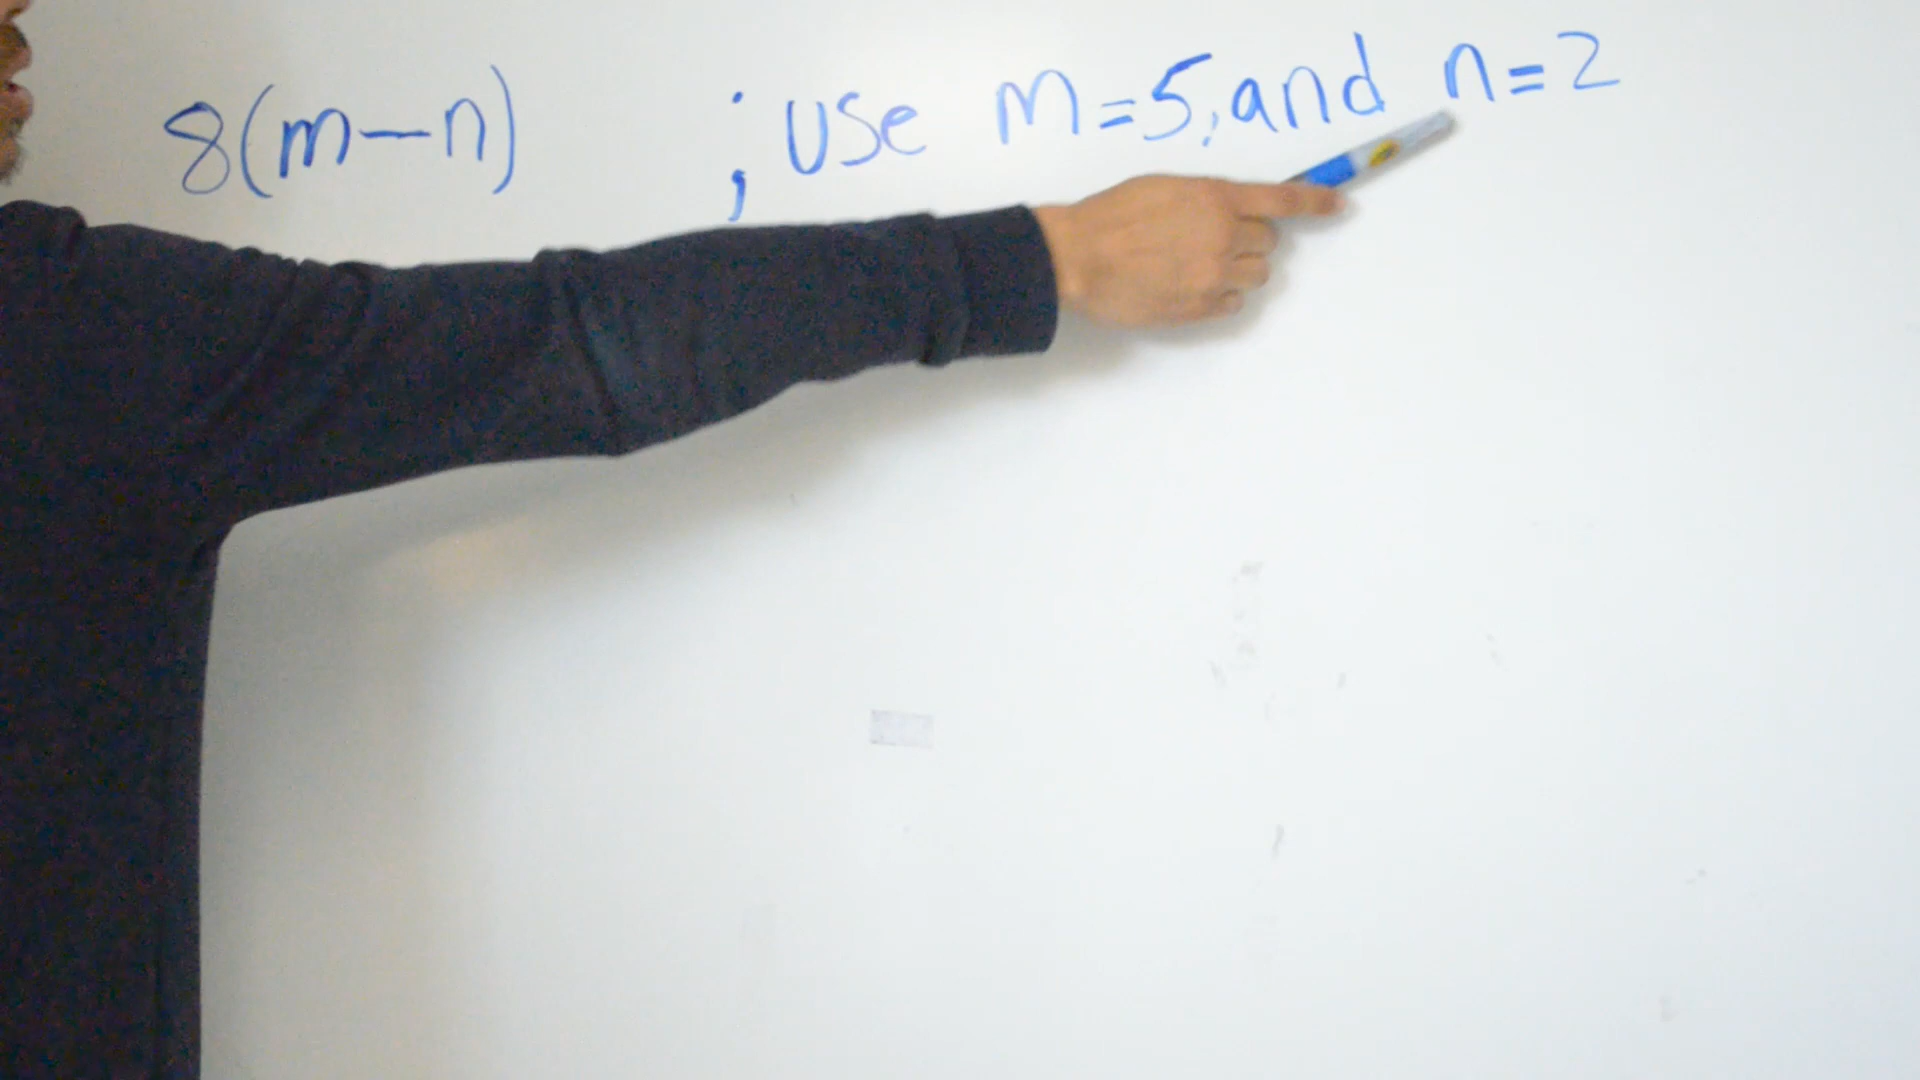 8(m-n) ; use m=5, and n=2